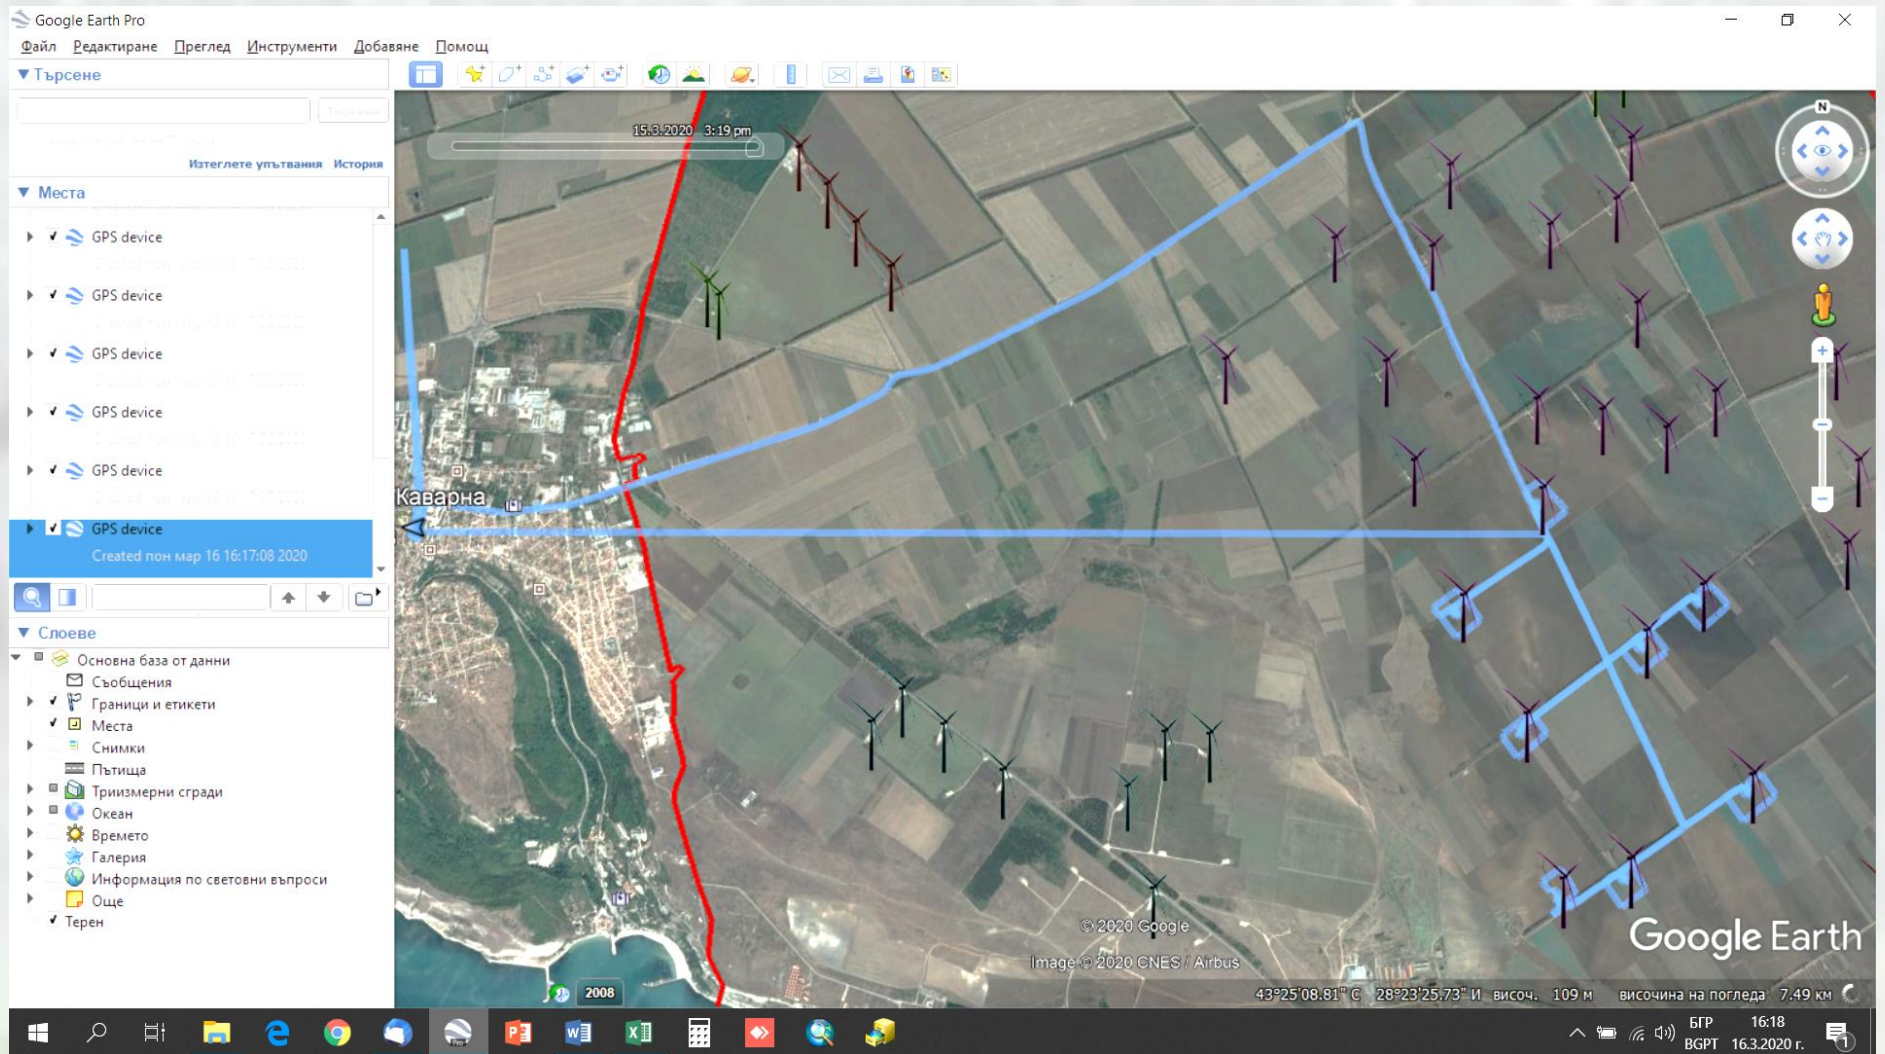 Google Earth Pro
Файл Редактиране Преглед Инструменти Добавяне Помощ
Търсене
Изтеглете упътвания История
Места
GPS device
GPS device
GPS device
GPS device
GPS device
GPS device
Created пон мар 16 16:17:08 2020
Слоеве
Основна база от данни
Съобщения
Граници и етикети
Места
Снимки
Пътища
Триизмерни сгради
Океан
Времето
Галерия
Информация по световни въпроси
Още
Терен
15.3.2020 3:19 pm
N
Каварна
© 2020 Google
Image © 2020 CNES / Airbus
Google Earth
2008
43°25'08.81" С 28°23'25.73" И височ. 109 м височина на погледа 7.49 км
БГР 16:18
BGPT 16.3.2020 г.